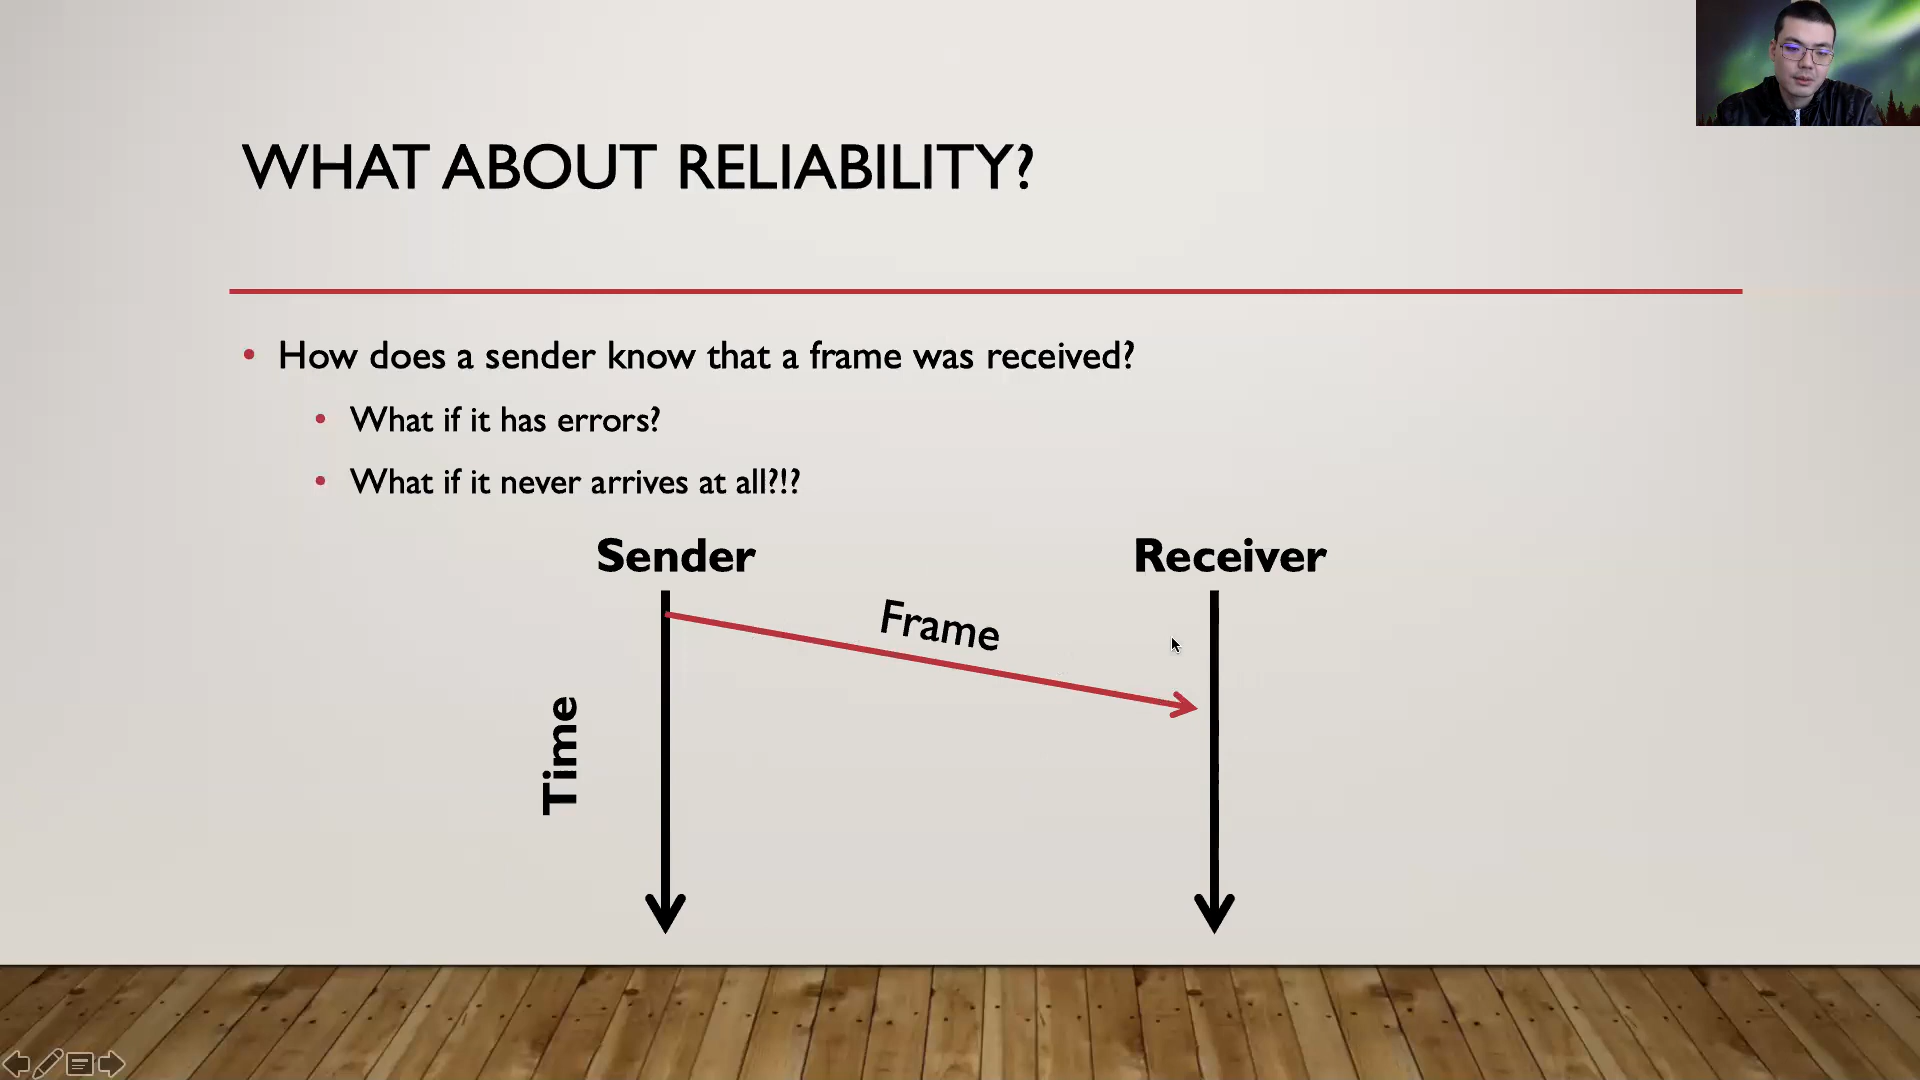 WHAT ABOUT RELIABILITY?
How does a sender know that a frame was received?
What if it has errors?
What if it never arrives at all?!?
Sender
Receiver
Frame
Time